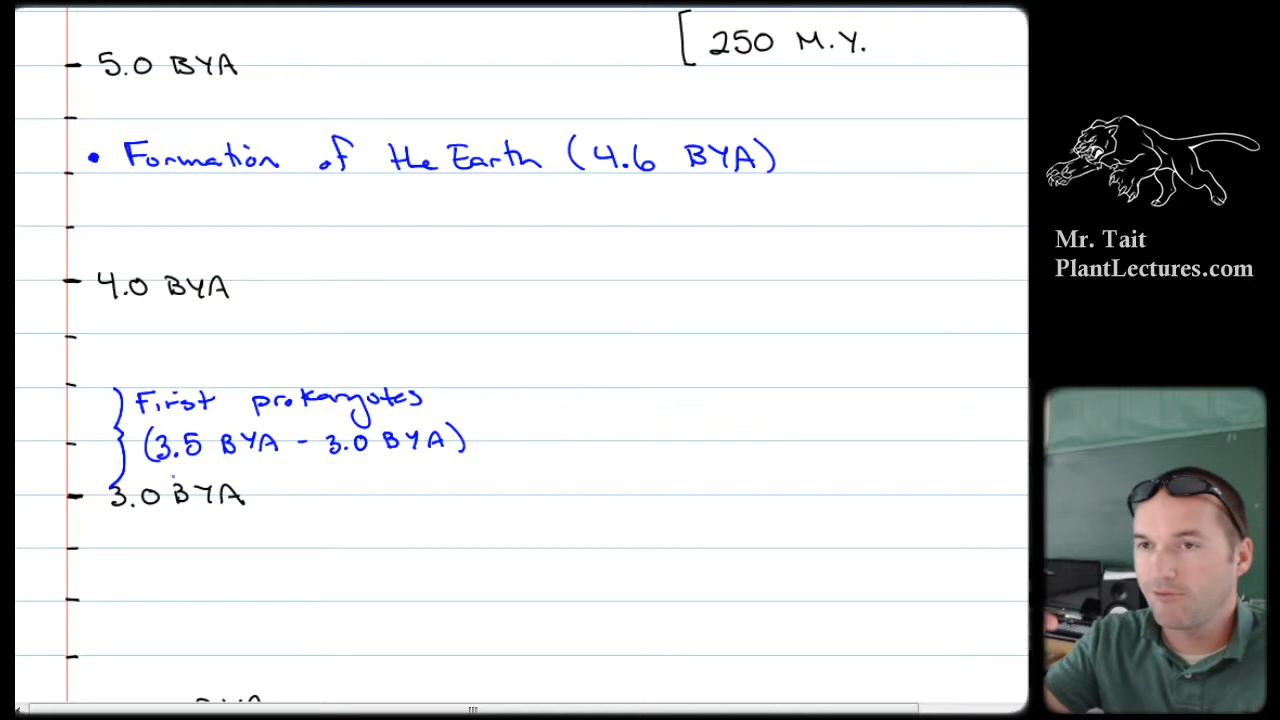 [250 M.Y.
5.0 BYA
• Formation of the Earth (4.6 BYA)
4.0 BYA
First prokaryotes
(3.5 BYA - 3.0 BYA)
3.0 BYA
BYA
Mr. Tait
PlantLectures.com